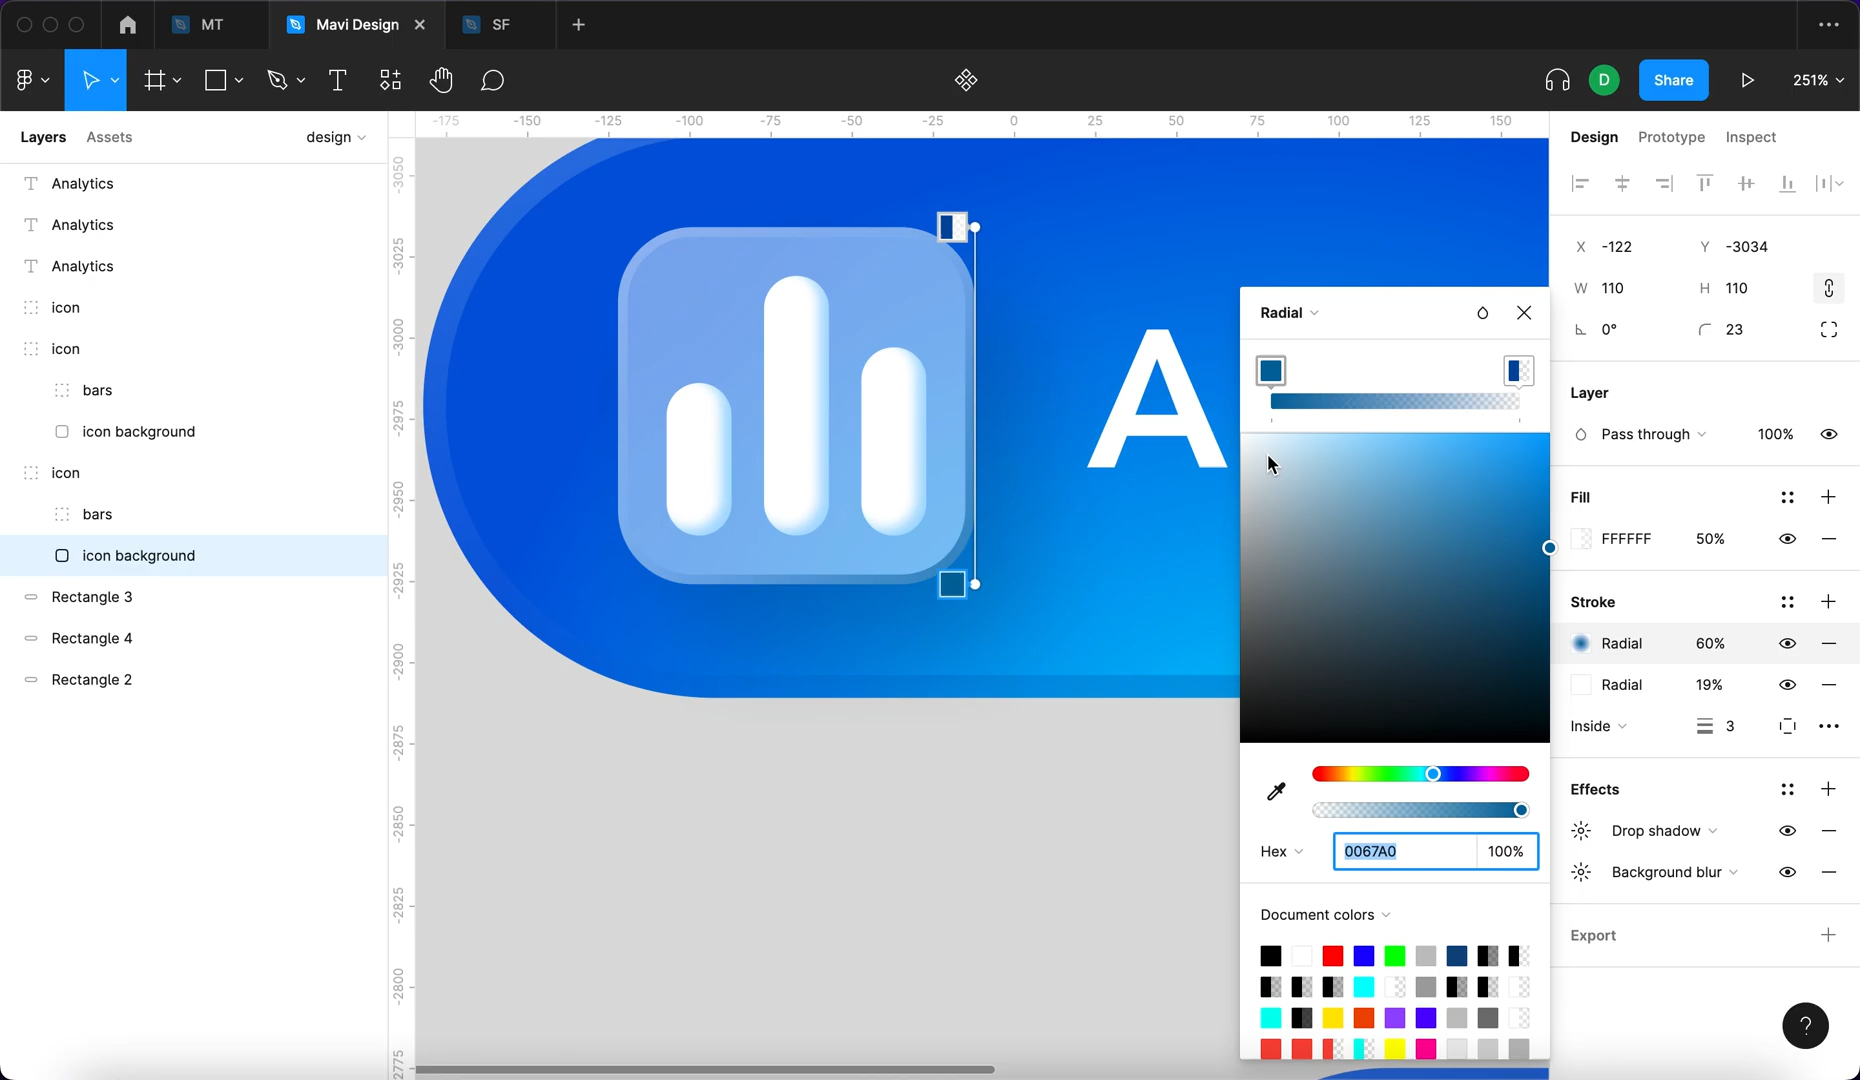 MT
Mavi Design
SF
D
Share
251%
Layers
Assets
design
-175
-150
-125
-100
-75
-50
-25
0
25
50
75
100
125
150
Design
Prototype
Inspect
Analytics
Analytics
Analytics
icon
icon
bars
icon background
icon
bars
icon background
Rectangle 3
Rectangle 4
Rectangle 2
-3050
-3025
-3000
-2975
-2950
-2925
-2900
-2875
-2850
-2825
-2800
-2775
A
Radial
Hex
0067A0
100%
Document colors
X -122
Y -3034
W 110
H 110
0°
23
Layer
Pass through
100%
Fill
FFFFFF
50%
Stroke
Radial
60%
Radial
19%
Inside
3
Effects
Drop shadow
Background blur
Export
?